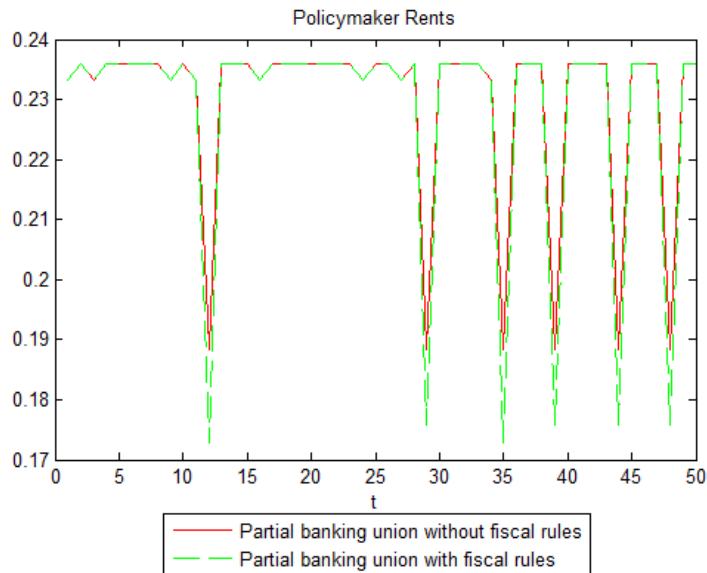 Policymaker Rents
0.24
0.23
0.22
0.21
0.2
0.19
0.18
0.17
0 5 10 15 20 25 30 35 40 45 50
t
Partial banking union without fiscal rules
Partial banking union with fiscal rules